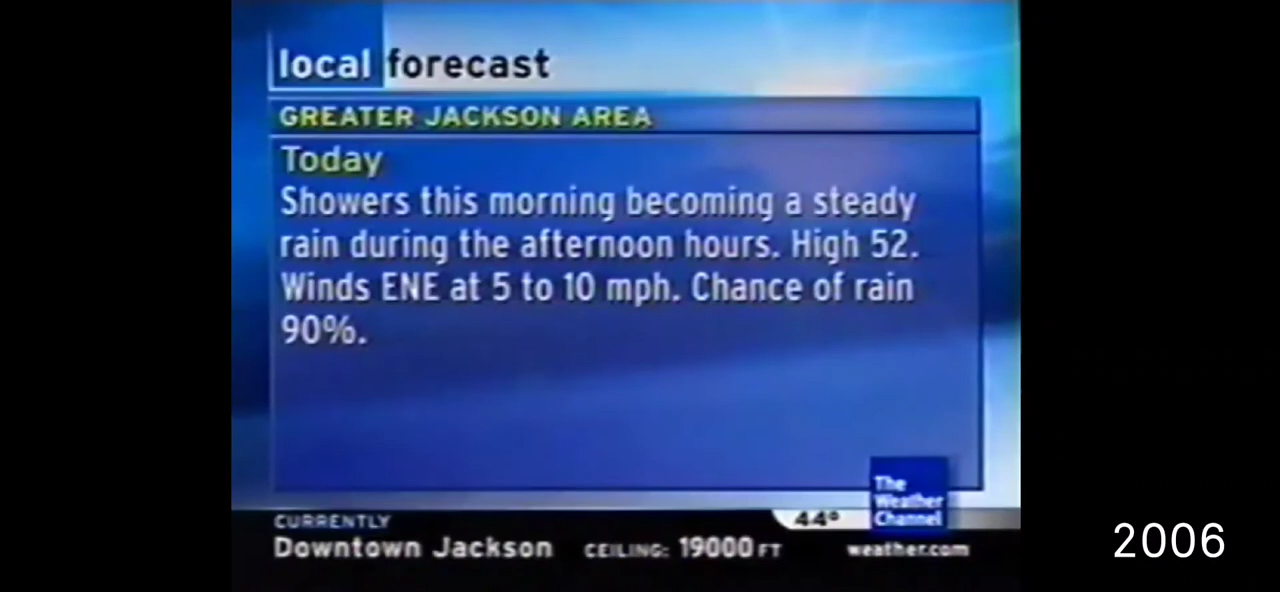 local forecast
GREATER JACKSON AREA
Today
Showers this morning becoming a steady
rain during the afternoon hours. High 52.
Winds ENE at 5 to 10 mph. Chance of rain
90%.
The
Weather
Channel
CURRENTLY
44°
Downtown Jackson CEILING: 19000 FT
weather.com
2006